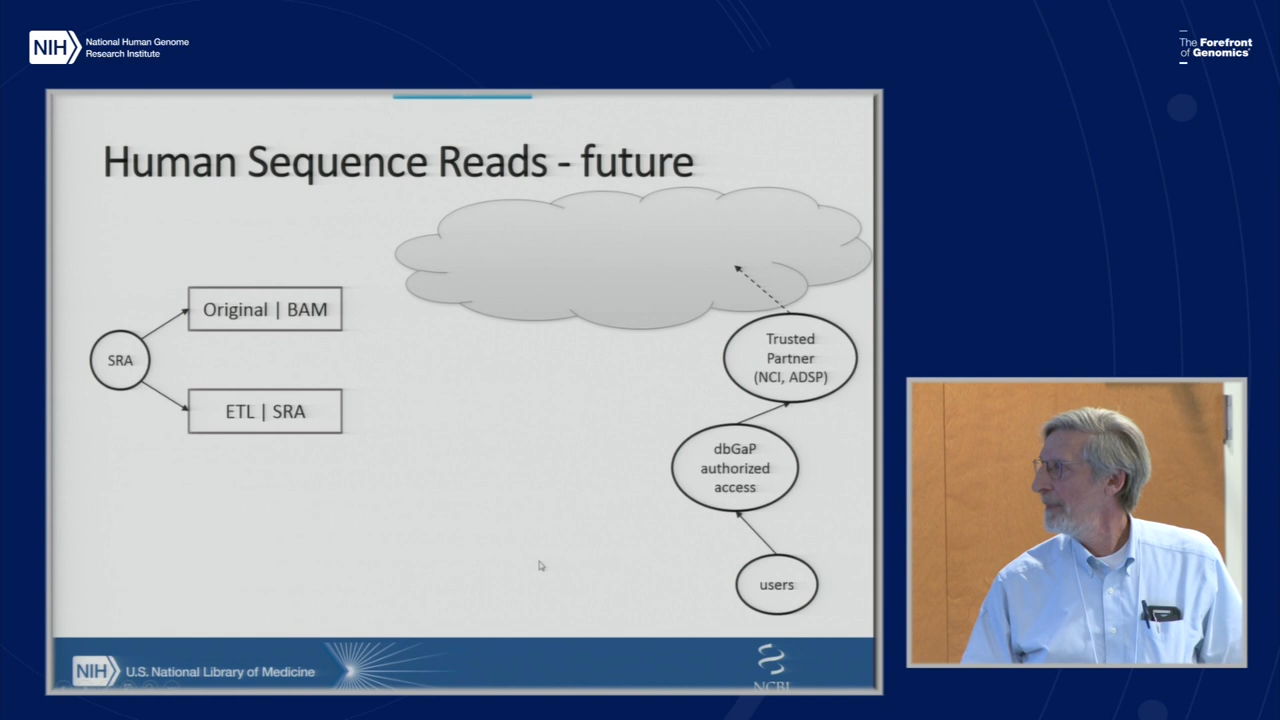 NIH
National Human Genome
Research Institute
The Forefront
of Genomics
Human Sequence Reads - future
Original | BAM
SRA
ETL | SRA
Trusted
Partner
(NCI, ADSP)
dbGaP
authorized
access
users
NIH
U.S. National Library of Medicine
NCBI